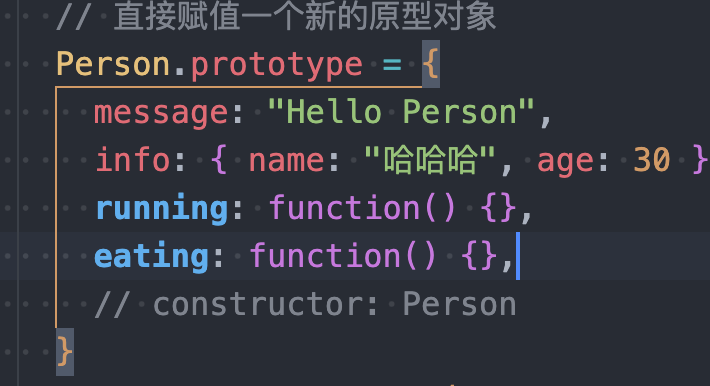 // 直接赋值一个新的原型对象
Person.prototype = {
message: "Hello Person",
info: { name: "哈哈哈", age: 30 }
running: function() {},
eating: function() {},
// constructor: Person
}